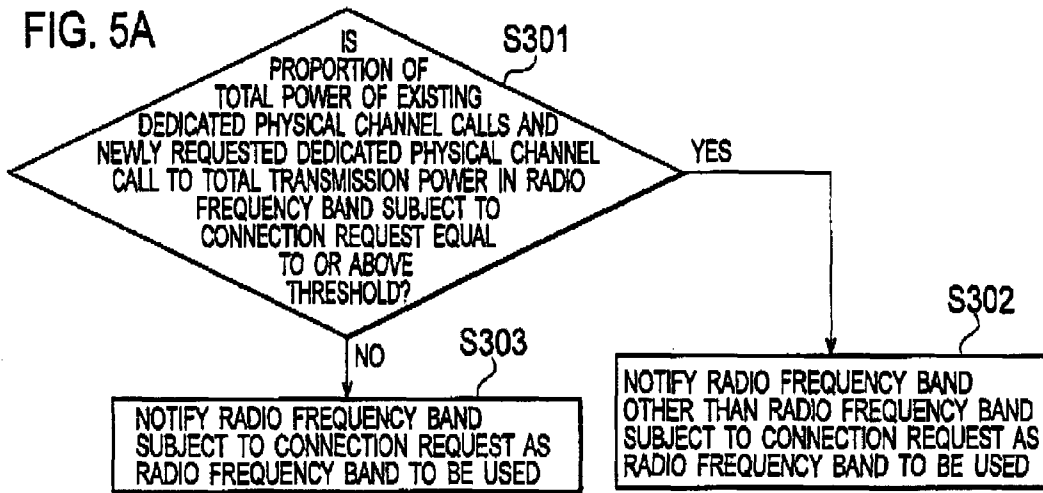 FIG. 5A
S301
IS
PROPORTION OF
TOTAL POWER OF EXISTING
DEDICATED PHYSICAL CHANNEL CALLS AND
NEWLY REQUESTED DEDICATED PHYSICAL CHANNEL
CALL TO TOTAL TRANSMISSION POWER IN RADIO
FREQUENCY BAND SUBJECT TO
CONNECTION REQUEST EQUAL
TO OR ABOVE
THRESHOLD?
YES
NO
S303
NOTIFY RADIO FREQUENCY BAND
SUBJECT TO CONNECTION REQUEST AS
RADIO FREQUENCY BAND TO BE USED
S302
NOTIFY RADIO FREQUENCY BAND
OTHER THAN RADIO FREQUENCY BAND
SUBJECT TO CONNECTION REQUEST AS
RADIO FREQUENCY BAND TO BE USED